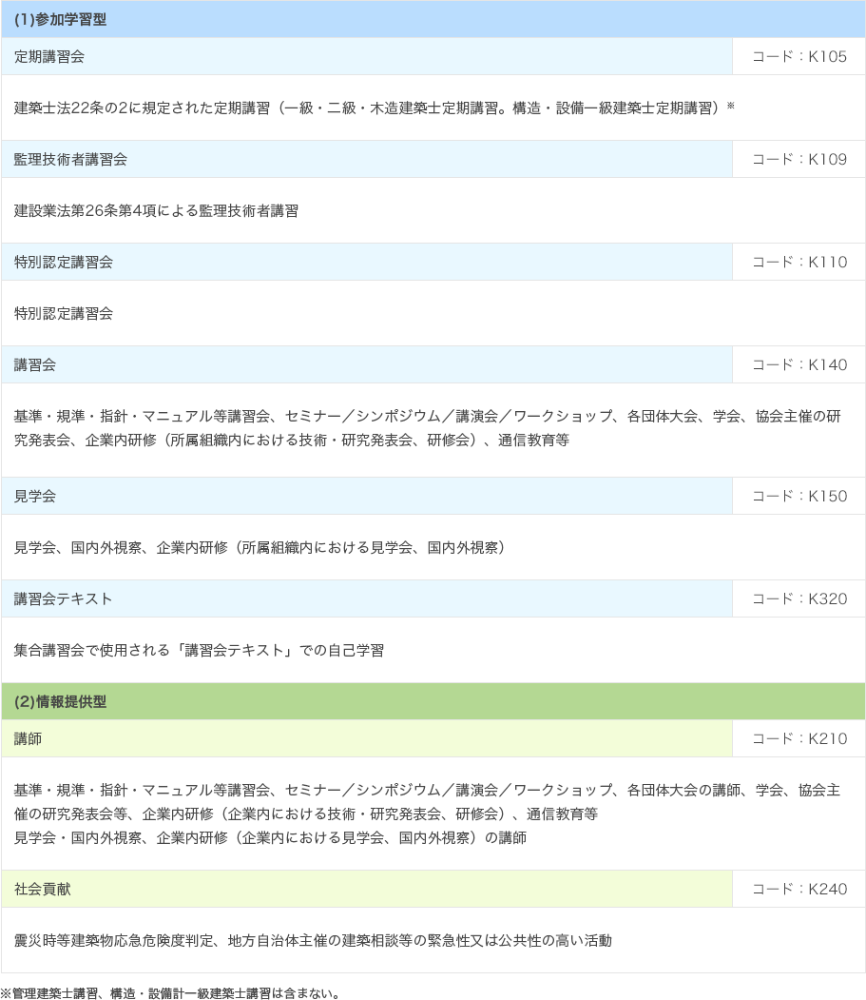 (1)参加学習型
定期講習会 コード：K105
建築士法22条の2に規定された定期講習（一級・二級・木造建築士定期講習。構造・設備一級建築士定期講習）※
監理技術者講習会 コード：K109
建設業法第26条第4項による監理技術者講習
特別認定講習会 コード：K110
特別認定講習会
講習会 コード：K140
基準・規準・指針・マニュアル等講習会、セミナー／シンポジウム／講演会／ワークショップ、各団体大会、学会、協会主催の研
究発表会、企業内研修（所属組織内における技術・研究発表会、研修会）、通信教育等
見学会 コード：K150
見学会、国内外視察、企業内研修（所属組織内における見学会、国内外視察）
講習会テキスト コード：K320
集合講習会で使用される「講習会テキスト」での自己学習
(2)情報提供型
講師 コード：K210
基準・規準・指針・マニュアル等講習会、セミナー／シンポジウム／講演会／ワークショップ、各団体大会の講師、学会、協会主
催の研究発表会等、企業内研修（企業内における技術・研究発表会、研修会）、通信教育等
見学会・国内外視察、企業内研修（企業内における見学会、国内外視察）の講師
社会貢献 コード：K240
震災時等建築物応急危険度判定、地方自治体主催の建築相談等の緊急性又は公共性の高い活動
※管理建築士講習、構造・設備計一級建築士講習は含まない。